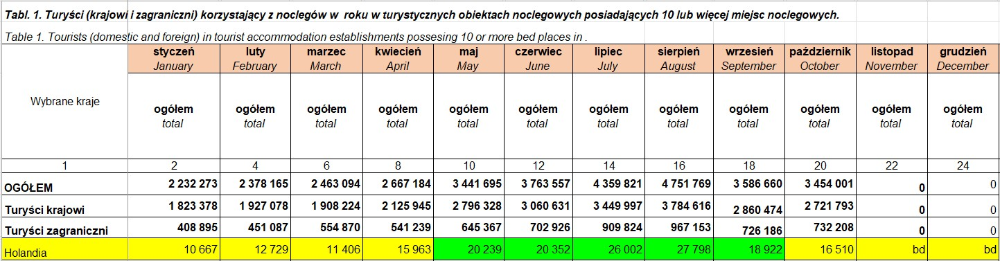 Tabl. 1. Turyści (krajowi i zagraniczni) korzystający z noclegów w  roku w turystycznych obiektach noclegowych posiadających 10 lub więcej miejsc noclegowych.
Table 1. Tourists (domestic and foreign) in tourist accommodation establishments possesing 10 or more bed places in .
Wybrane kraje
styczeń luty marzec kwiecień maj czerwiec lipiec sierpień wrzesień październik listopad grudzień
January February March April May June July August September October November December
ogółem ogółem ogółem ogółem ogółem ogółem ogółem ogółem ogółem ogółem ogółem ogółem
total total total total total total total total total total total total
1 2 4 6 8 10 12 14 16 18 20 22 24
OGÓŁEM 2 232 273 2 378 165 2 463 094 2 667 184 3 441 695 3 763 557 4 359 821 4 751 769 3 586 660 3 454 001 0 0
Turyści krajowi 1 823 378 1 927 078 1 908 224 2 125 945 2 796 328 3 060 631 3 449 997 3 784 616 2 860 474 2 721 793 0 0
Turyści zagraniczni 408 895 451 087 554 870 541 239 645 367 702 926 909 824 967 153 726 186 732 208 0 0
Holandia 10 667 12 729 11 406 15 963 20 239 20 352 26 002 27 798 18 922 16 510 bd bd